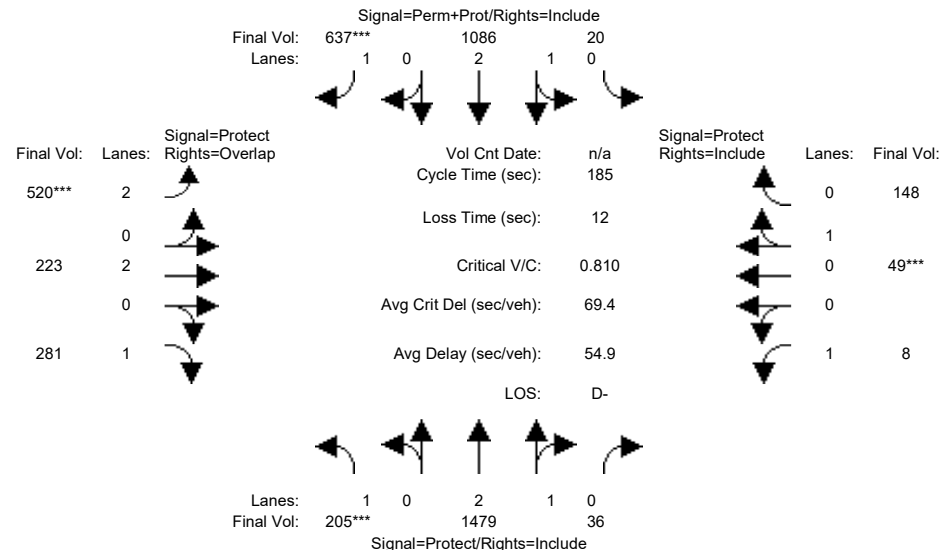 Signal=Perm+Prot/Rights=Include
Final Vol: 637*** 1086 20
Lanes: 1 0 2 1 0
Signal=Protect Signal=Protect
Final Vol: Lanes: Rights=Overlap Vol Cnt Date: n/a Rights=Include Lanes: Final Vol:
Cycle Time (sec): 185
520*** 2 0 148
Loss Time (sec): 12
0 1
223 2 Critical V/C: 0.810 0 49***
0 Avg Crit Del (sec/veh): 69.4 0
281 1 Avg Delay (sec/veh): 54.9 1 8
LOS: D-
Lanes: 1 0 2 1 0
Final Vol: 205*** 1479 36
Signal=Protect/Rights=Include